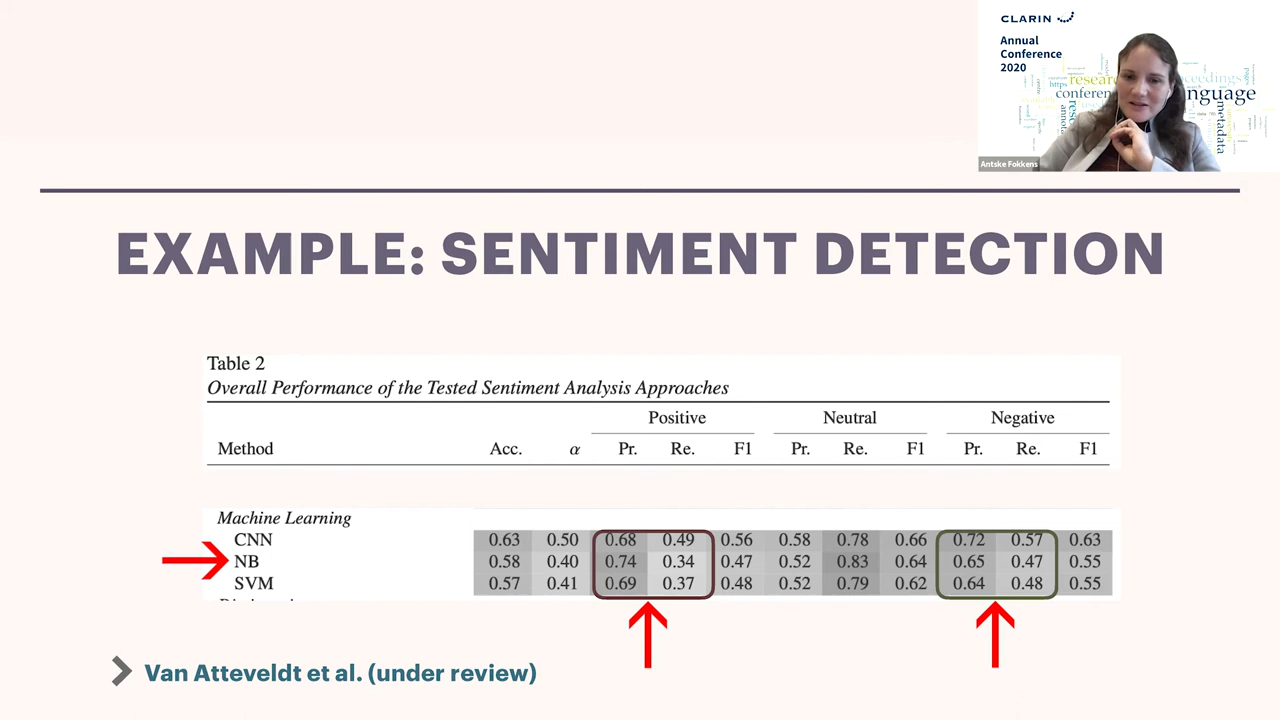 CLARIN
Annual
Conference
2020
https
conferen
nguage
metadata
Antske Fokkens
EXAMPLE: SENTIMENT DETECTION
Table 2
Overall Performance of the Tested Sentiment Analysis Approaches
Positive Neutral Negative
Method Acc. α Pr. Re. F1 Pr. Re. F1 Pr. Re. F1
Machine Learning
CNN 0.63 0.50 0.68 0.49 0.56 0.58 0.78 0.66 0.72 0.57 0.63
NB 0.58 0.40 0.74 0.34 0.47 0.52 0.83 0.64 0.65 0.47 0.55
SVM 0.57 0.41 0.69 0.37 0.48 0.52 0.79 0.62 0.64 0.48 0.55
Van Atteveldt et al. (under review)